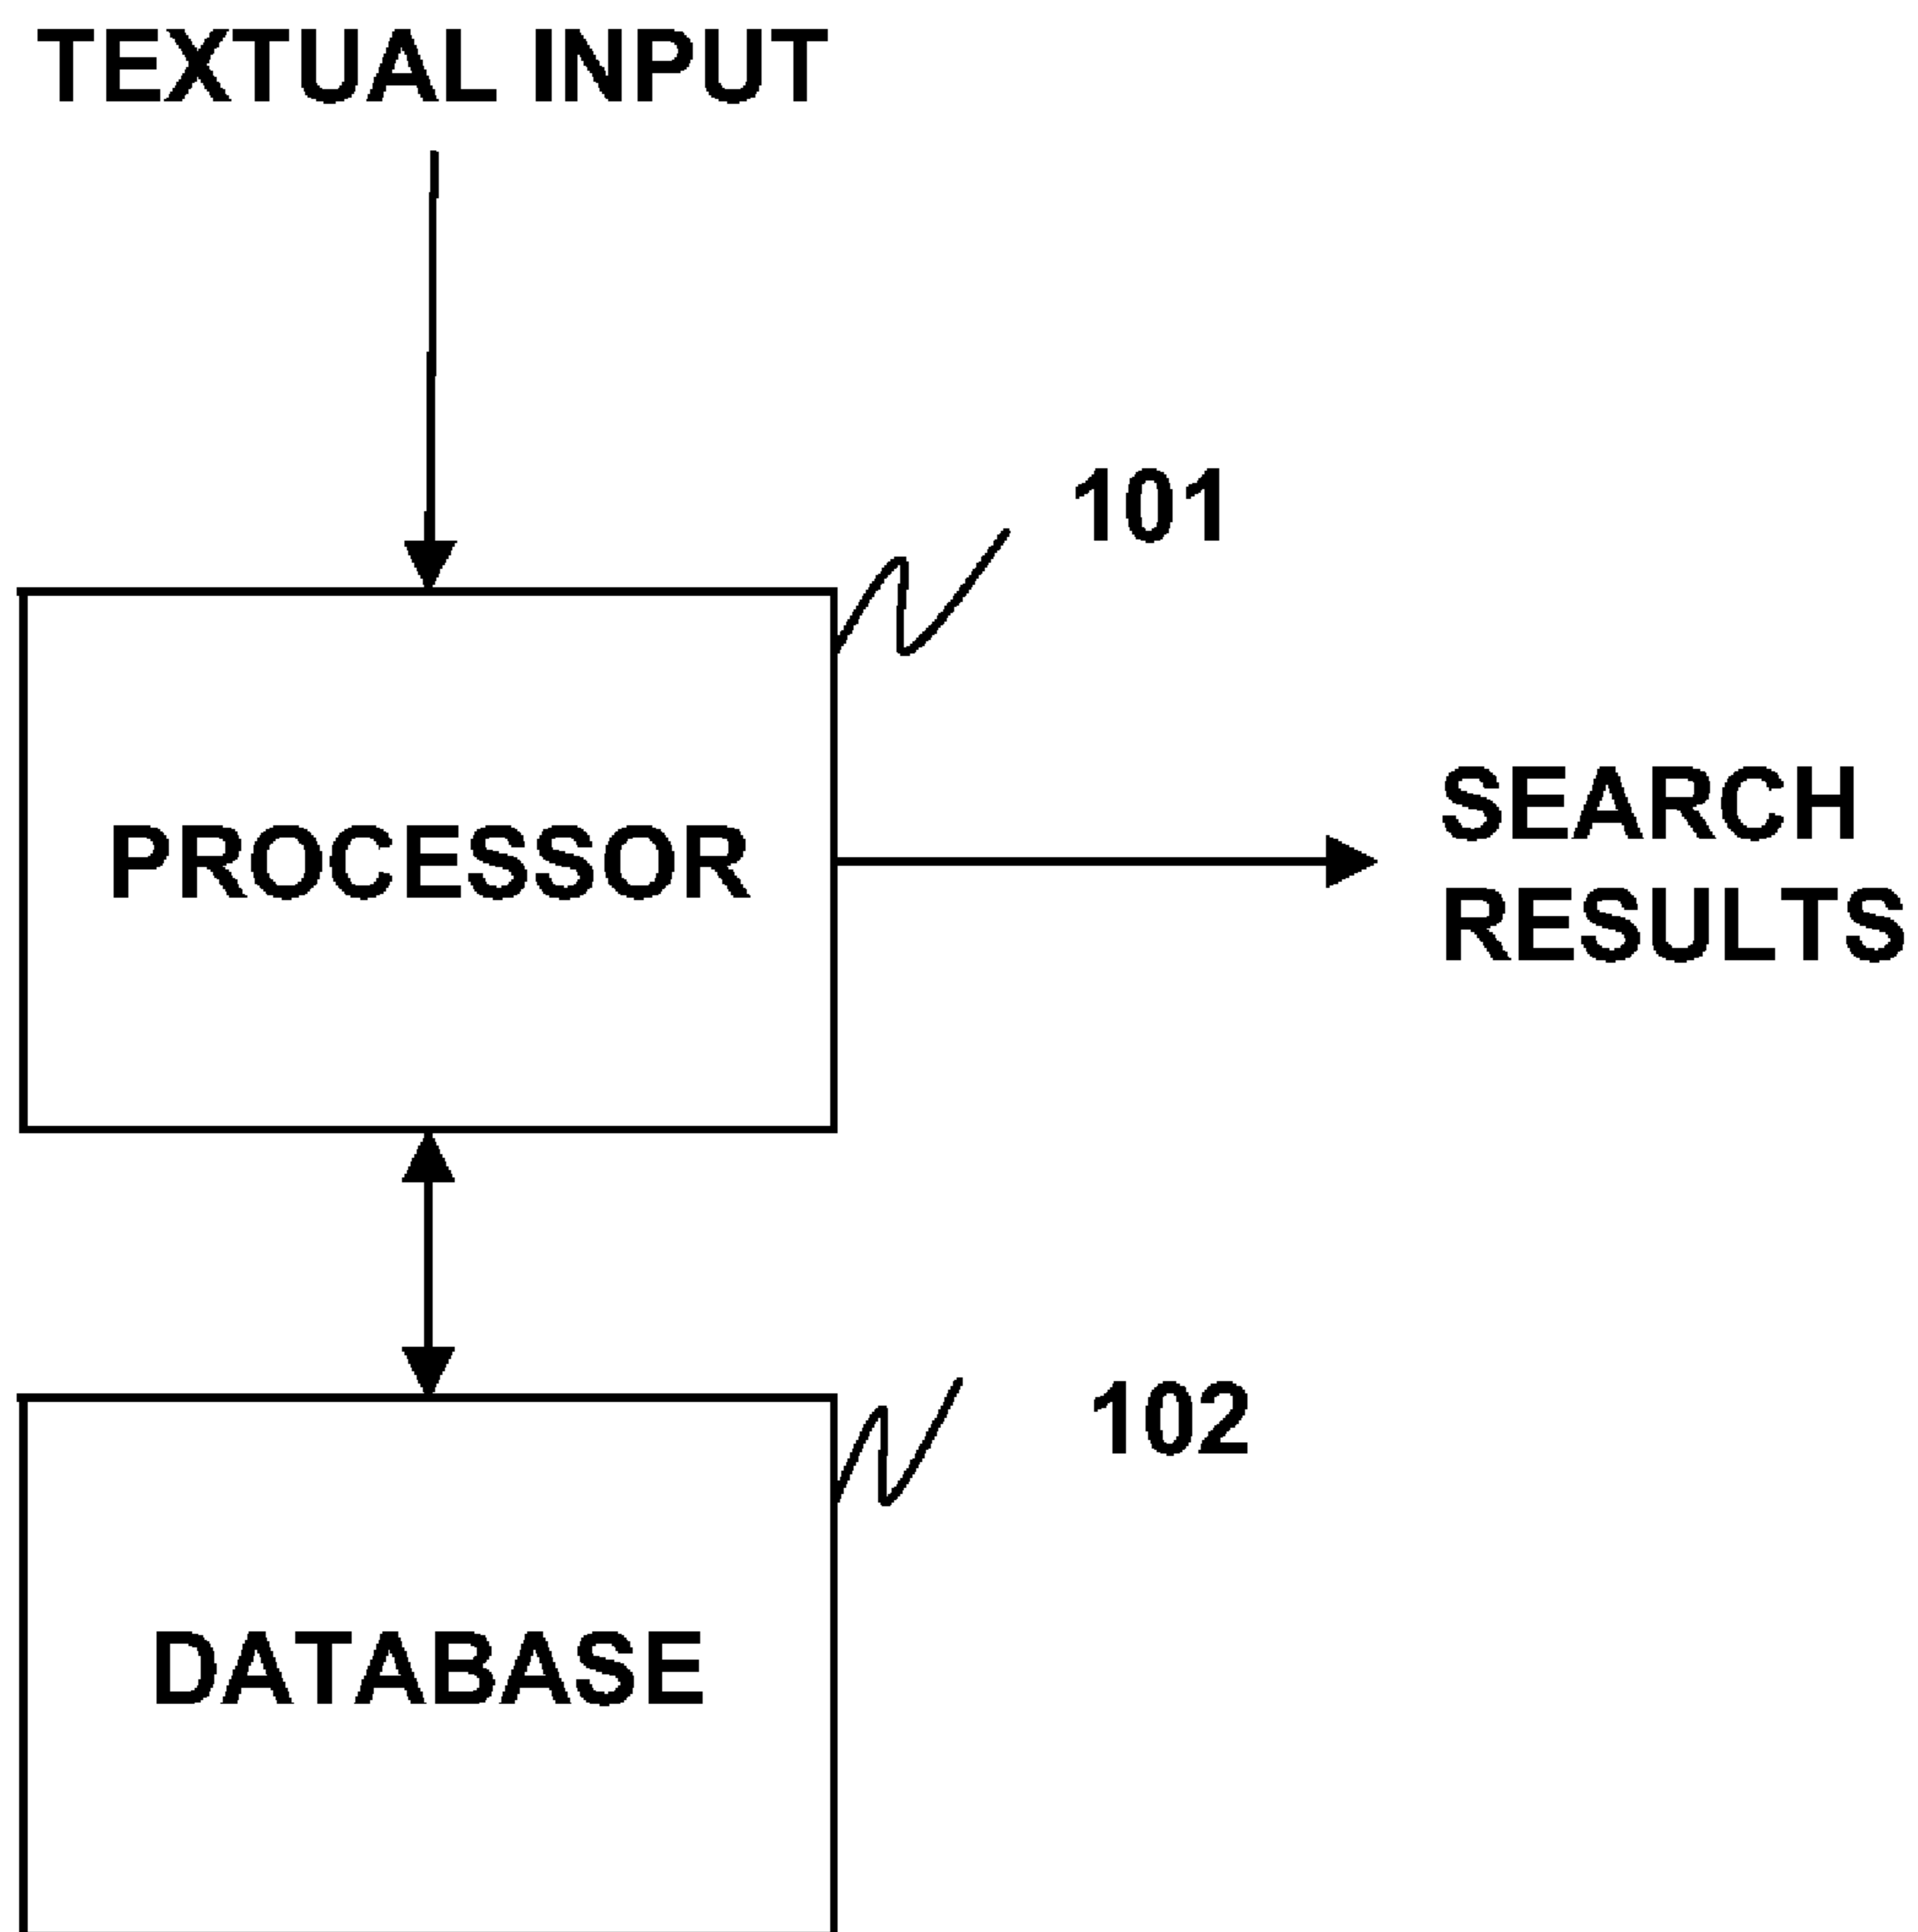 TEXTUAL INPUT
101
PROCESSOR
SEARCH
RESULTS
102
DATABASE